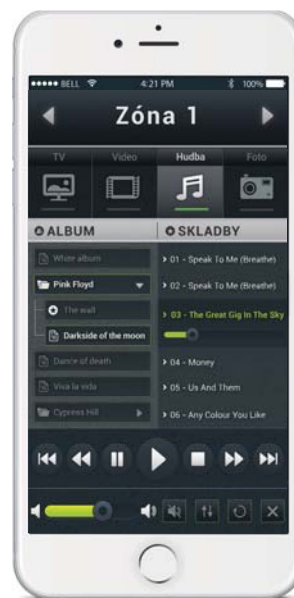 BELL 4:21 PM 100%
Zóna 1
TV Video Hudba Foto
ALBUM SKLADBY
White album
Pink Floyd
The wall
Darkside of the moon
Dance of death
Viva la vida
Cypress Hill
01 - Speak To Me (Breathe)
02 - Speak To Me (Breathe)
03 - The Great Gig In The Sky
04 - Money
05 - Us And Them
06 - Any Colour You Like